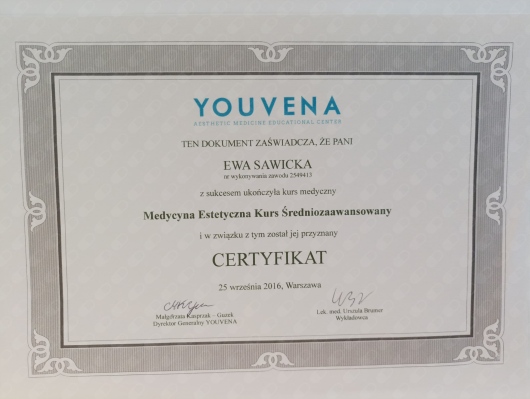 YOUVENA
AESTHETIC MEDICINE EDUCATIONAL CENTER
TEN DOKUMENT ZAŚWIADCZA, ŻE PANI
EWA SAWICKA
nr wykonywania zawodu 2549413
z sukcesem ukończyła kurs medyczny
Medycyna Estetyczna Kurs Średniozaawansowany
i w związku z tym został jej przyznany
CERTYFIKAT
25 września 2016, Warszawa
Małgorzata Kasprzak – Guzek
Dyrektor Generalny YOUVENA
Lek. med. Urszula Brumer
Wykładowca